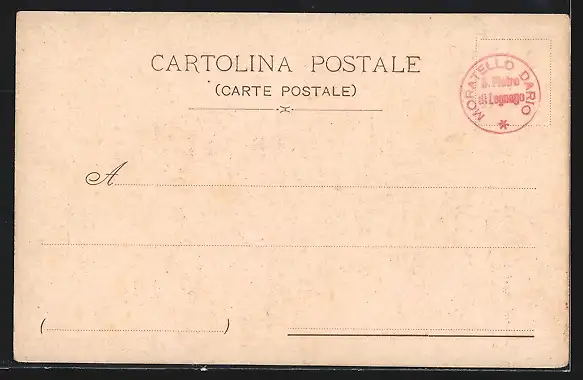 CARTOLINA POSTALE
(CARTE POSTALE)
MORATELLO DARIO
S. Pietro
di Legnago
*
A
( )